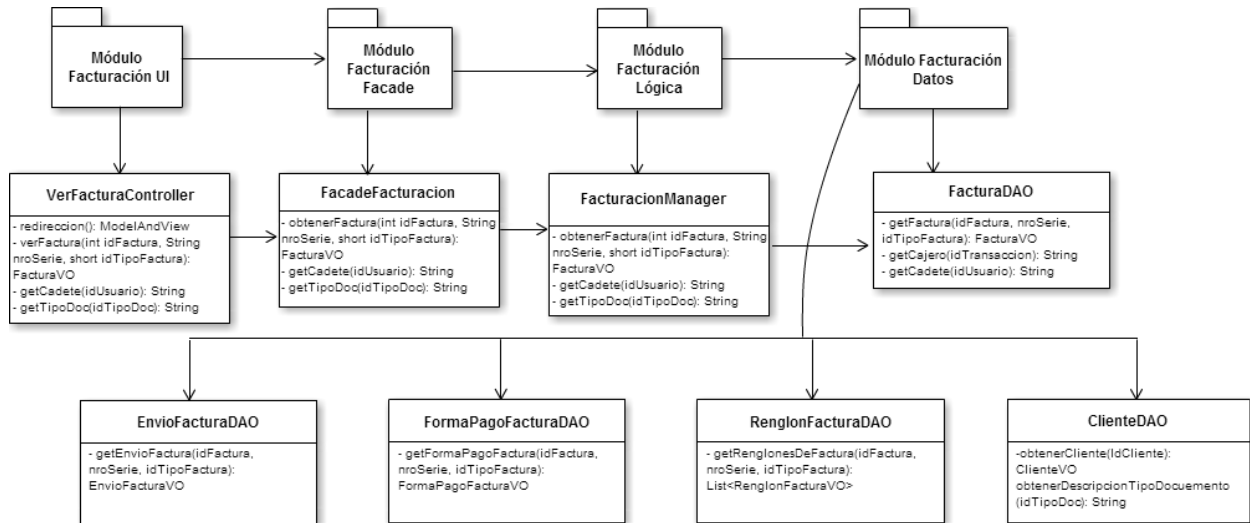 Módulo
Facturación UI
Módulo
Facturación
Facade
Módulo
Facturación
Lógica
Módulo Facturación
Datos
VerFacturaController
- redireccion(): ModelAndView
- verFactura(int idFactura, String
nroSerie, short idTipoFactura):
FacturaVO
- getCadete(idUsuario): String
- getTipoDoc(idTipoDoc): String
FacadeFacturacion
- obtenerFactura(int idFactura, String
nroSerie, short idTipoFactura):
FacturaVO
- getCadete(idUsuario): String
- getTipoDoc(idTipoDoc): String
FacturacionManager
- obtenerFactura(int idFactura, String
nroSerie, short idTipoFactura):
FacturaVO
- getCadete(idUsuario): String
- getTipoDoc(idTipoDoc): String
FacturaDAO
- getFactura(idFactura, nroSerie,
idTipoFactura): FacturaVO
- getCajero(idTransaccion): String
- getCadete(idUsuario): String
EnvioFacturaDAO
- getEnvioFactura(idFactura,
nroSerie, idTipoFactura):
EnvioFacturaVO
FormaPagoFacturaDAO
- getFormaPagoFactura(idFactura,
nroSerie, idTipoFactura):
FormaPagoFacturaVO
RenglonFacturaDAO
- getRenglonesDeFactura(idFactura,
nroSerie, idTipoFactura):
List<RenglonFacturaVO>
ClienteDAO
-obtenerCliente(IdCliente):
ClienteVO
obtenerDescripcionTipoDocuemento
(idTipoDoc): String